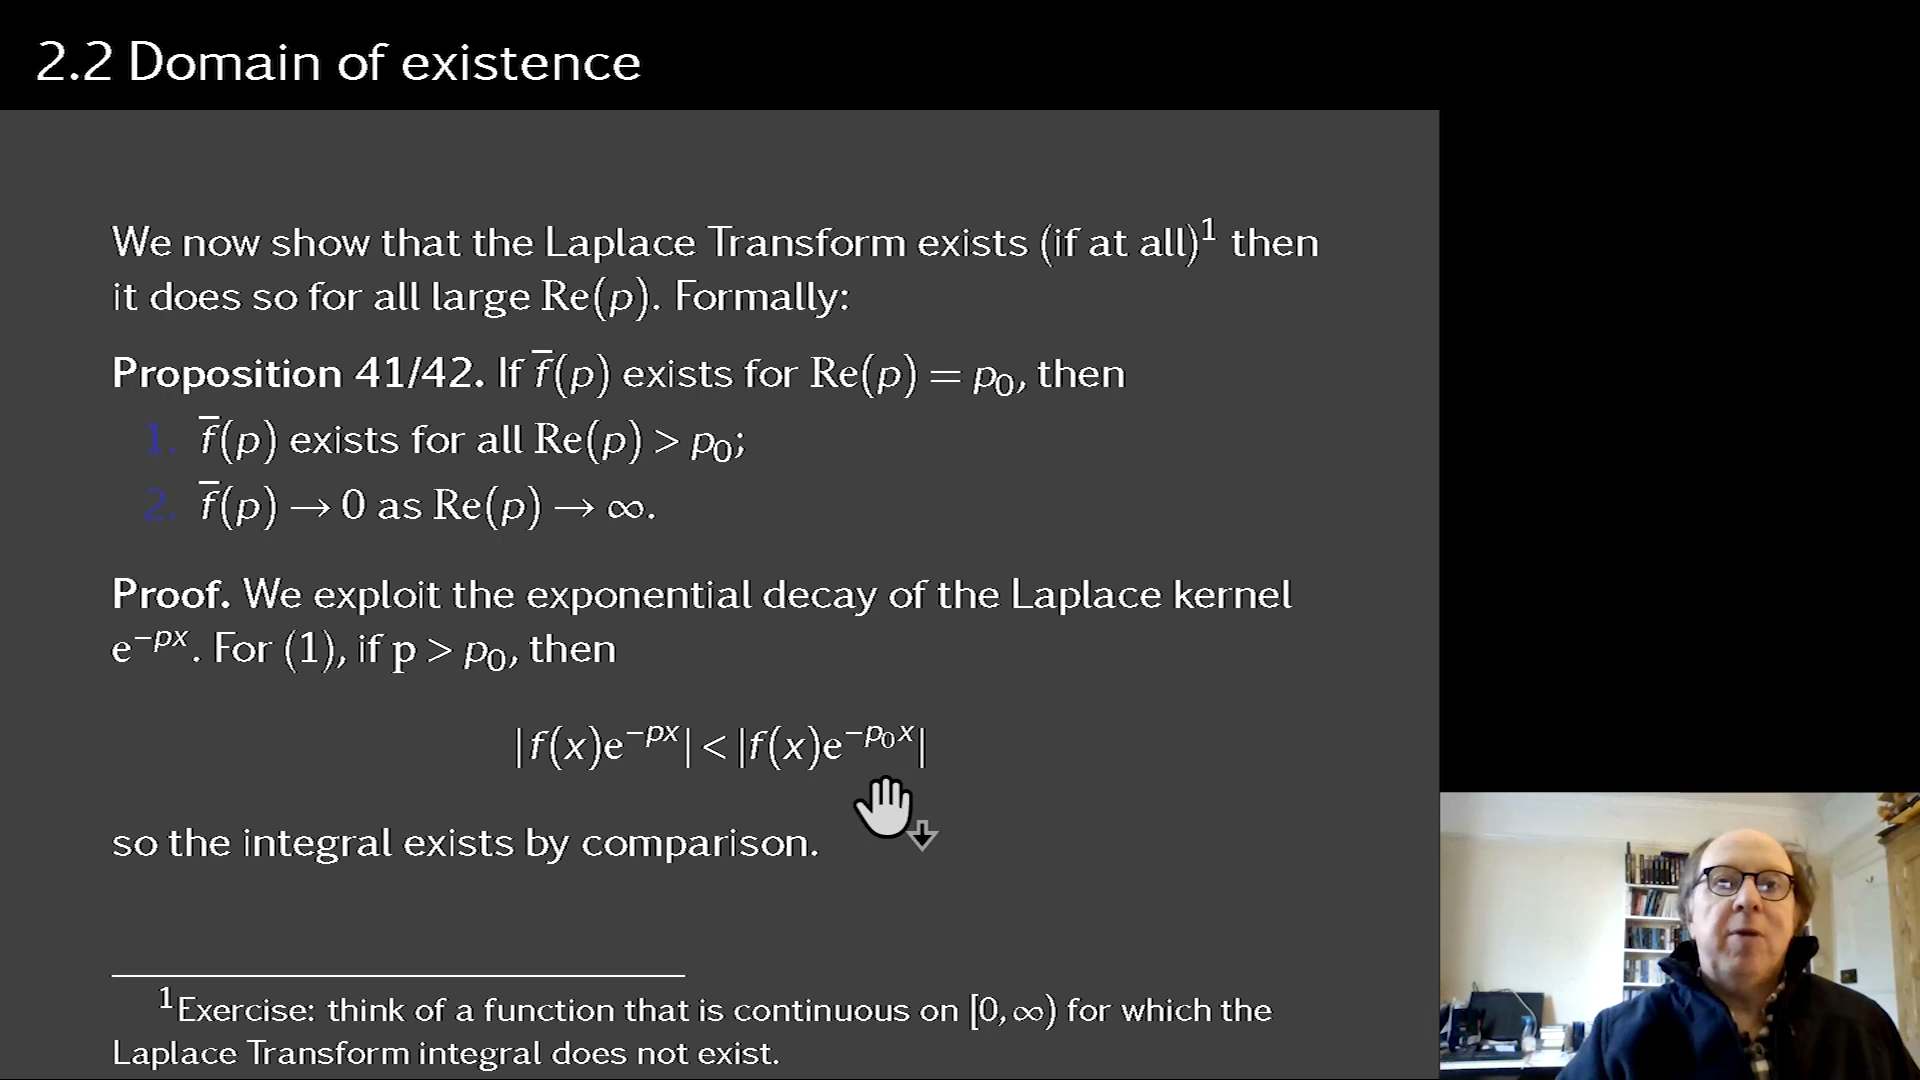 2.2 Domain of existence
We now show that the Laplace Transform exists (if at all)¹ then
it does so for all large Re(p). Formally:
Proposition 41/42. If f̅(p) exists for Re(p) = p₀, then
1. f̅(p) exists for all Re(p) > p₀;
2. f̅(p) → 0 as Re(p) → ∞.
Proof. We exploit the exponential decay of the Laplace kernel
e⁻ᵖˣ. For (1), if p > p₀, then
|f(x)e⁻ᵖˣ| < |f(x)e^{−p₀x}|
so the integral exists by comparison.
¹Exercise: think of a function that is continuous on [0, ∞) for which the
Laplace Transform integral does not exist.